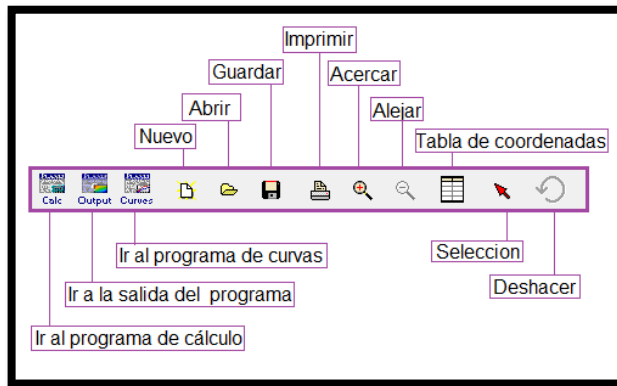 Imprimir
Guardar
Acercar
Abrir
Alejar
Nuevo
Tabla de coordenadas
Calc
Output
Curves
Ir al programa de curvas
Seleccion
Ir a la salida del programa
Deshacer
Ir al programa de cálculo